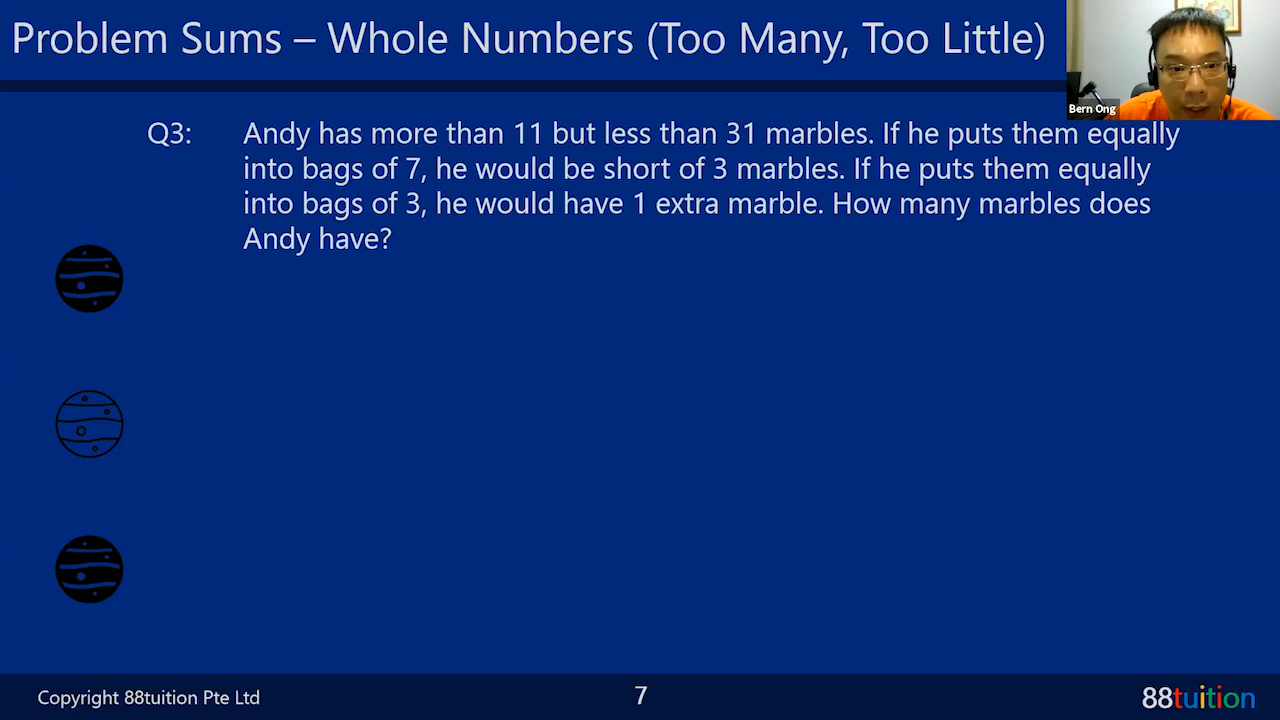 Problem Sums – Whole Numbers (Too Many, Too Little)
Bern Ong
Q3: Andy has more than 11 but less than 31 marbles. If he puts them equally
into bags of 7, he would be short of 3 marbles. If he puts them equally
into bags of 3, he would have 1 extra marble. How many marbles does
Andy have?
Copyright 88tuition Pte Ltd
7
88tuition